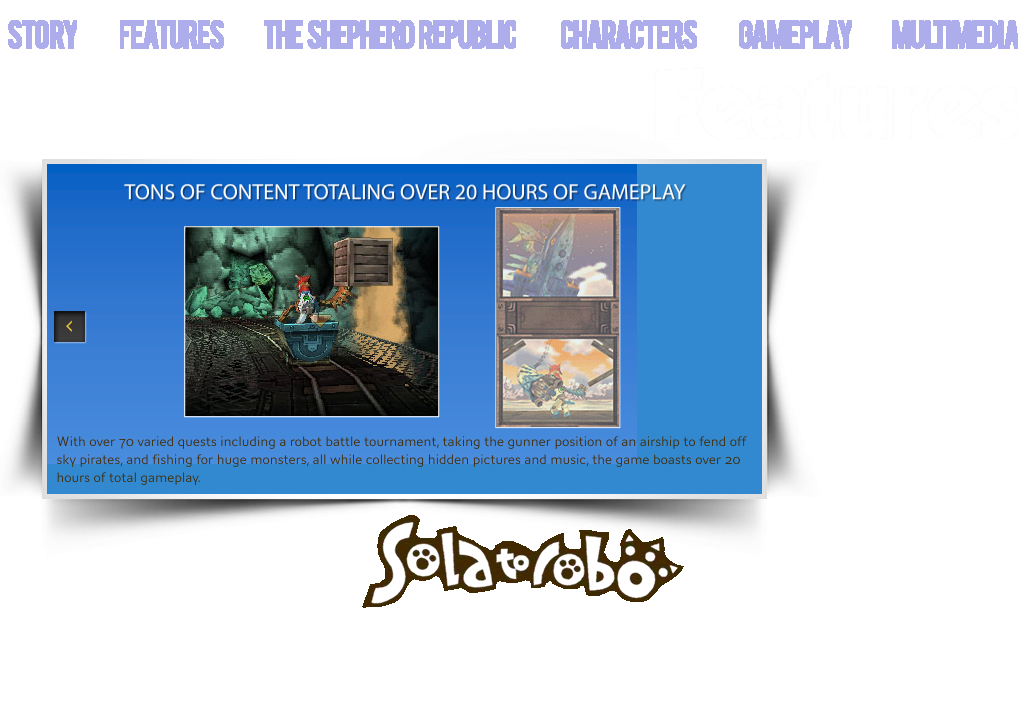 STORY FEATURES THE SHEPHERD REPUBLIC CHARACTERS GAMEPLAY MULTIMEDIA
TONS OF CONTENT TOTALING OVER 20 HOURS OF GAMEPLAY
With over 70 varied quests including a robot battle tournament, taking the gunner position of an airship to fend off
sky pirates, and fishing for huge monsters, all while collecting hidden pictures and music, the game boasts over 20
hours of total gameplay.
Solatorobo